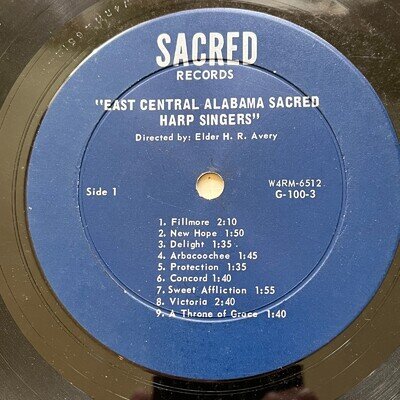 SACRED
RECORDS
"EAST CENTRAL ALABAMA SACRED
HARP SINGERS"
Directed by: Elder H. R. Avery
Side 1
W4RM-6512
G-100-3
1. Fillmore 2:10
2. New Hope 1:50
3. Delight 1:35
4. Arbacoochee 1:45
5. Protection 1:35
6. Concord 1:40
7. Sweet Affliction 1:55
8. Victoria 2:40
9. A Throne of Grace 1:40